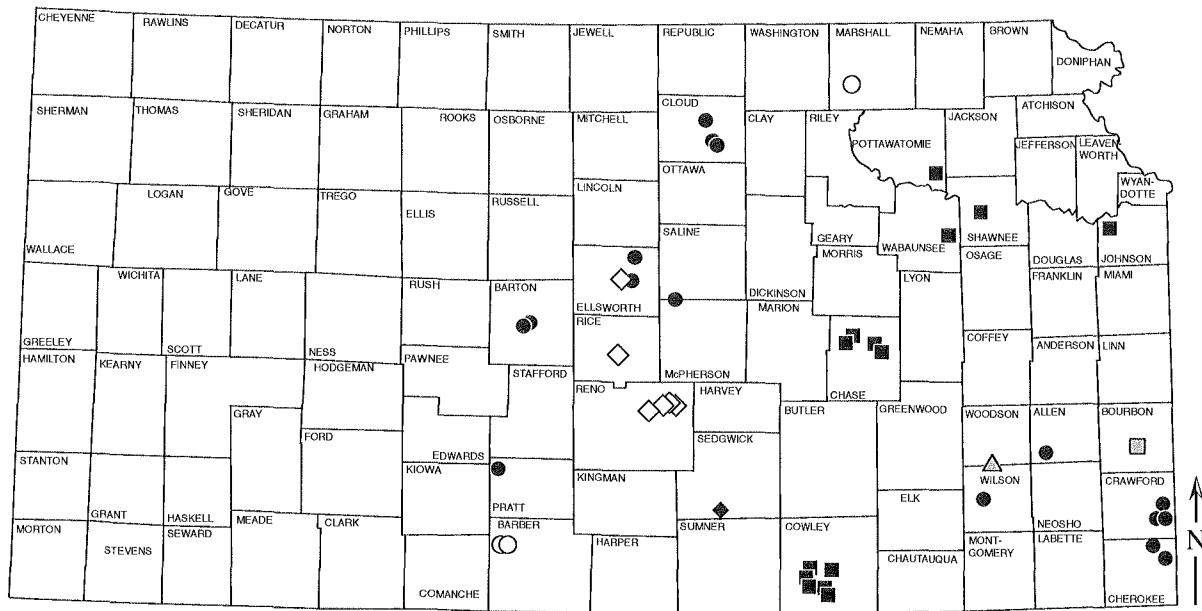 CHEYENNE
RAWLINS
DECATUR
NORTON
PHILLIPS
SMITH
JEWELL
REPUBLIC
WASHINGTON
MARSHALL
NEMAHA
BROWN
DONIPHAN
SHERMAN
THOMAS
SHERIDAN
GRAHAM
ROOKS
OSBORNE
MITCHELL
CLOUD
CLAY
RILEY
POTTAWATOMIE
JACKSON
ATCHISON
JEFFERSON
LEAVEN-
WORTH
WYAN-
DOTTE
WALLACE
LOGAN
GOVE
TREGO
ELLIS
RUSSELL
LINCOLN
OTTAWA
SALINE
DICKINSON
GEARY
MORRIS
WABAUNSEE
SHAWNEE
OSAGE
DOUGLAS
JOHNSON
GREELEY
WICHITA
SCOTT
LANE
NESS
RUSH
BARTON
ELLSWORTH
RICE
McPHERSON
MARION
CHASE
LYON
COFFEY
FRANKLIN
MIAMI
ANDERSON
LINN
HAMILTON
KEARNY
FINNEY
HODGEMAN
PAWNEE
STAFFORD
RENO
HARVEY
BUTLER
GREENWOOD
WOODSON
ALLEN
BOURBON
GRAY
FORD
EDWARDS
SEDGWICK
STANTON
GRANT
HASKELL
KIOWA
PRATT
KINGMAN
ELK
WiLSON
NEOSHO
CRAWFORD
MORTON
STEVENS
SEWARD
MEADE
CLARK
COMANCHE
BARBER
HARPER
SUMNER
COWLEY
CHAUTAUQUA
MONT-
GOMERY
LABETTE
CHEROKEE
N